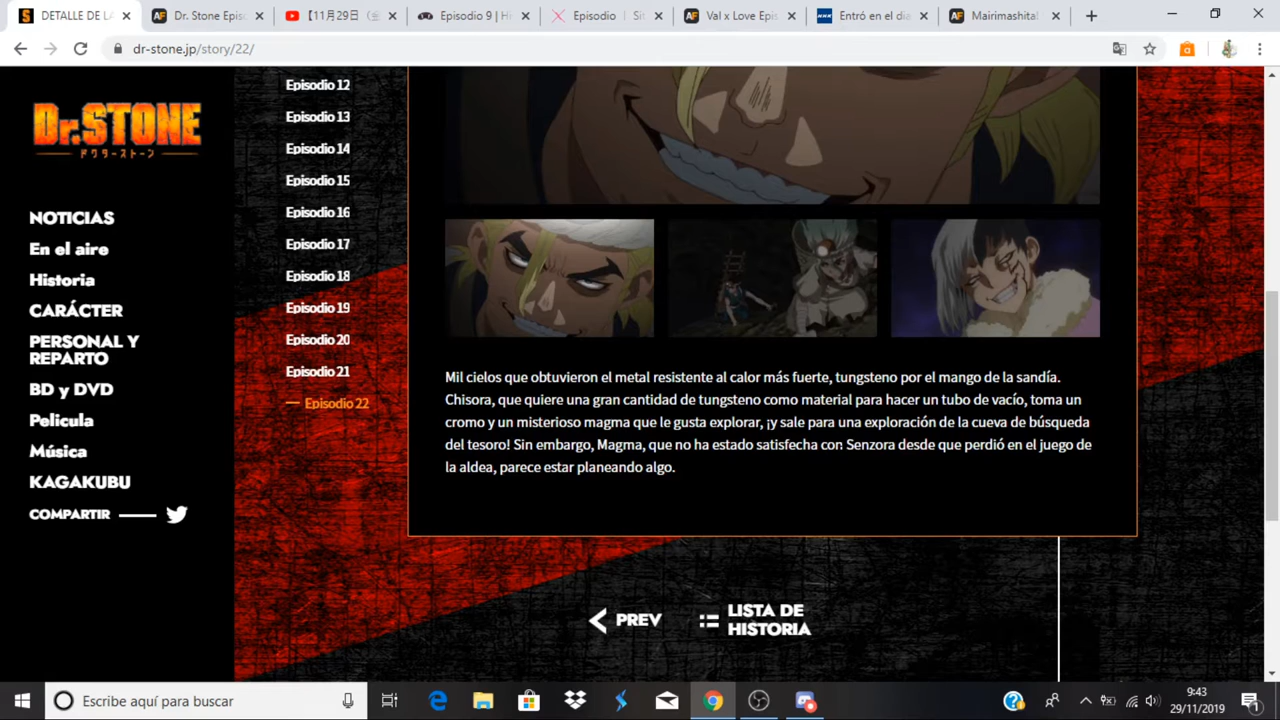 DETALLE DE LA
Dr. Stone Epis
【11月29日（金
Episodio 9 | H
Episodio | Sit
Val x Love Epi
Entró en el dia
Mairimashita!
dr-stone.jp/story/22/
Dr.STONE
ドクターストーン
NOTICIAS
En el aire
Historia
CARÁCTER
PERSONAL Y
REPARTO
BD y DVD
Pelicula
Música
KAGAKUBU
COMPARTIR
Episodio 12
Episodio 13
Episodio 14
Episodio 15
Episodio 16
Episodio 17
Episodio 18
Episodio 19
Episodio 20
Episodio 21
Episodio 22
Mil cielos que obtuvieron el metal resistente al calor más fuerte, tungsteno por el mango de la sandía.
Chisora, que quiere una gran cantidad de tungsteno como material para hacer un tubo de vacío, toma un
cromo y un misterioso magma que le gusta explorar, ¡y sale para una exploración de la cueva de búsqueda
del tesoro! Sin embargo, Magma, que no ha estado satisfecha con Senzora desde que perdió en el juego de
la aldea, parece estar planeando algo.
PREV
LISTA DE
HISTORIA
Escribe aquí para buscar
9:43
29/11/2019